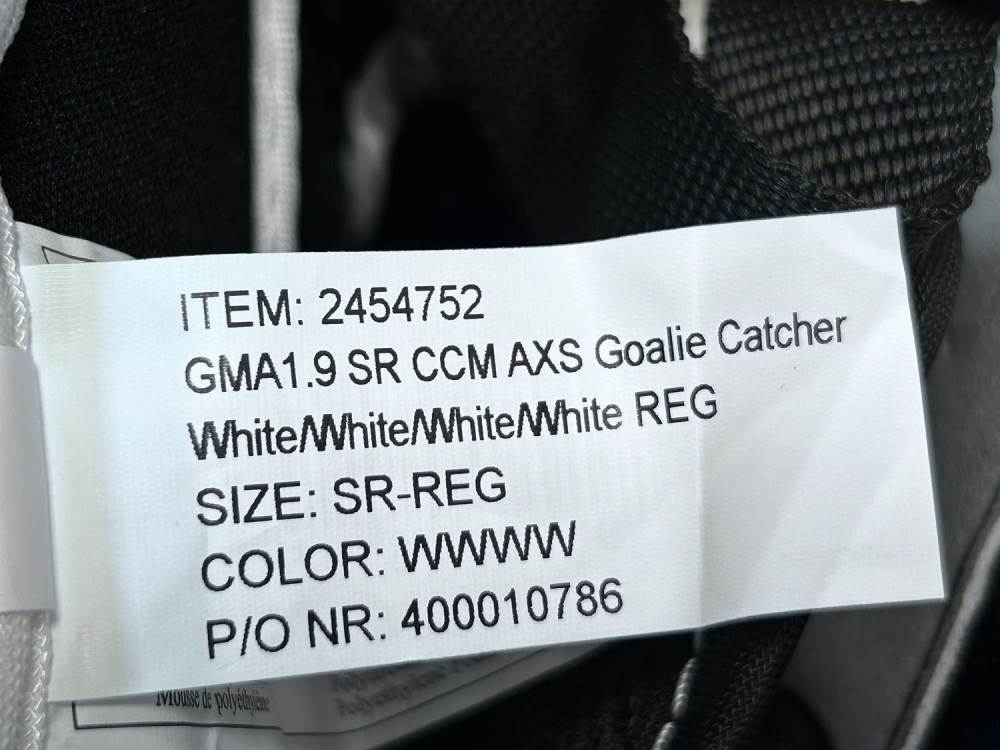 ITEM: 2454752
GMA1.9 SR CCM AXS Goalie Catcher
White/White/White/White REG
SIZE: SR-REG
COLOR: WWWW
P/O NR: 400010786
Mousse de polyéthylène